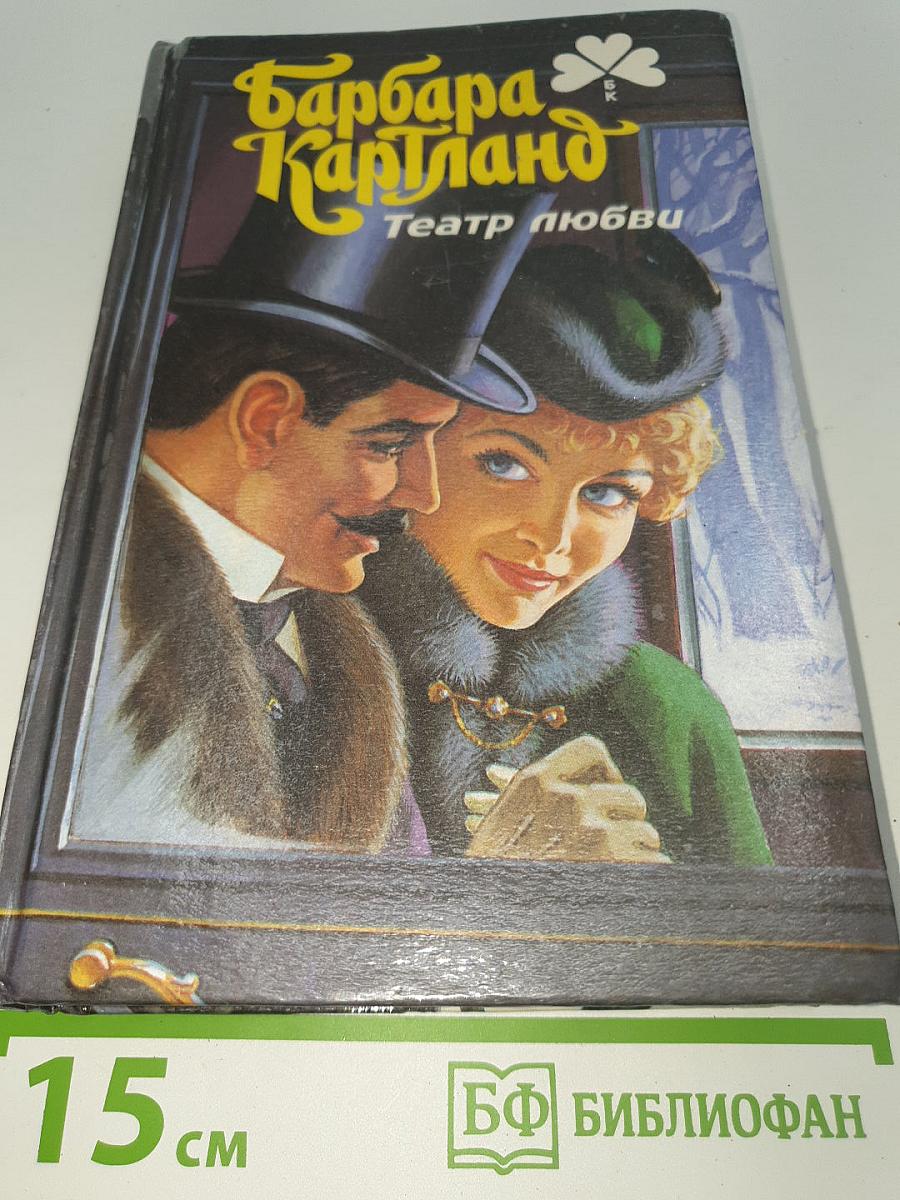 Барбара
Картланд
БК
Театр любви
15 см
БФ БИБЛИОФАН